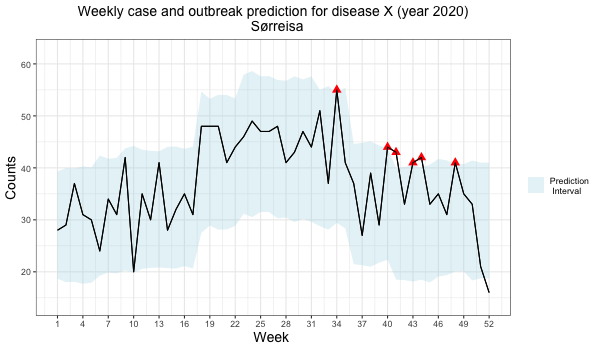 Weekly case and outbreak prediction for disease X (year 2020)
Sørreisa
Counts
60
50
40
30
20
1 4 7 10 13 16 19 22 25 28 31 34 37 40 43 46 49 52
Week
Prediction
Interval